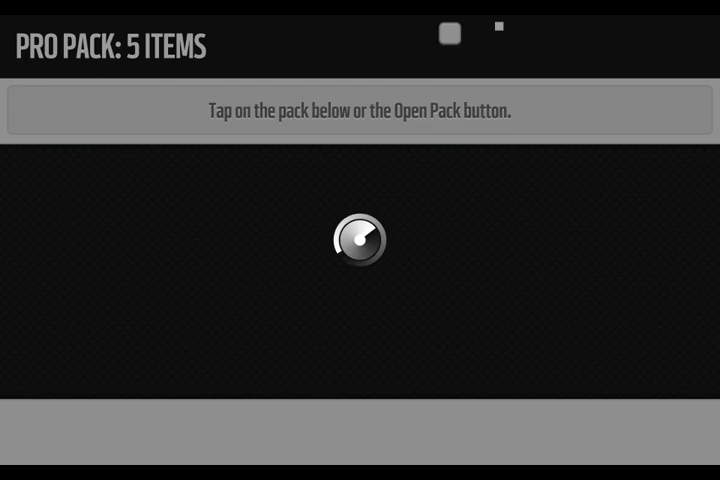 PRO PACK: 5 ITEMS
Tap on the pack below or the Open Pack button.